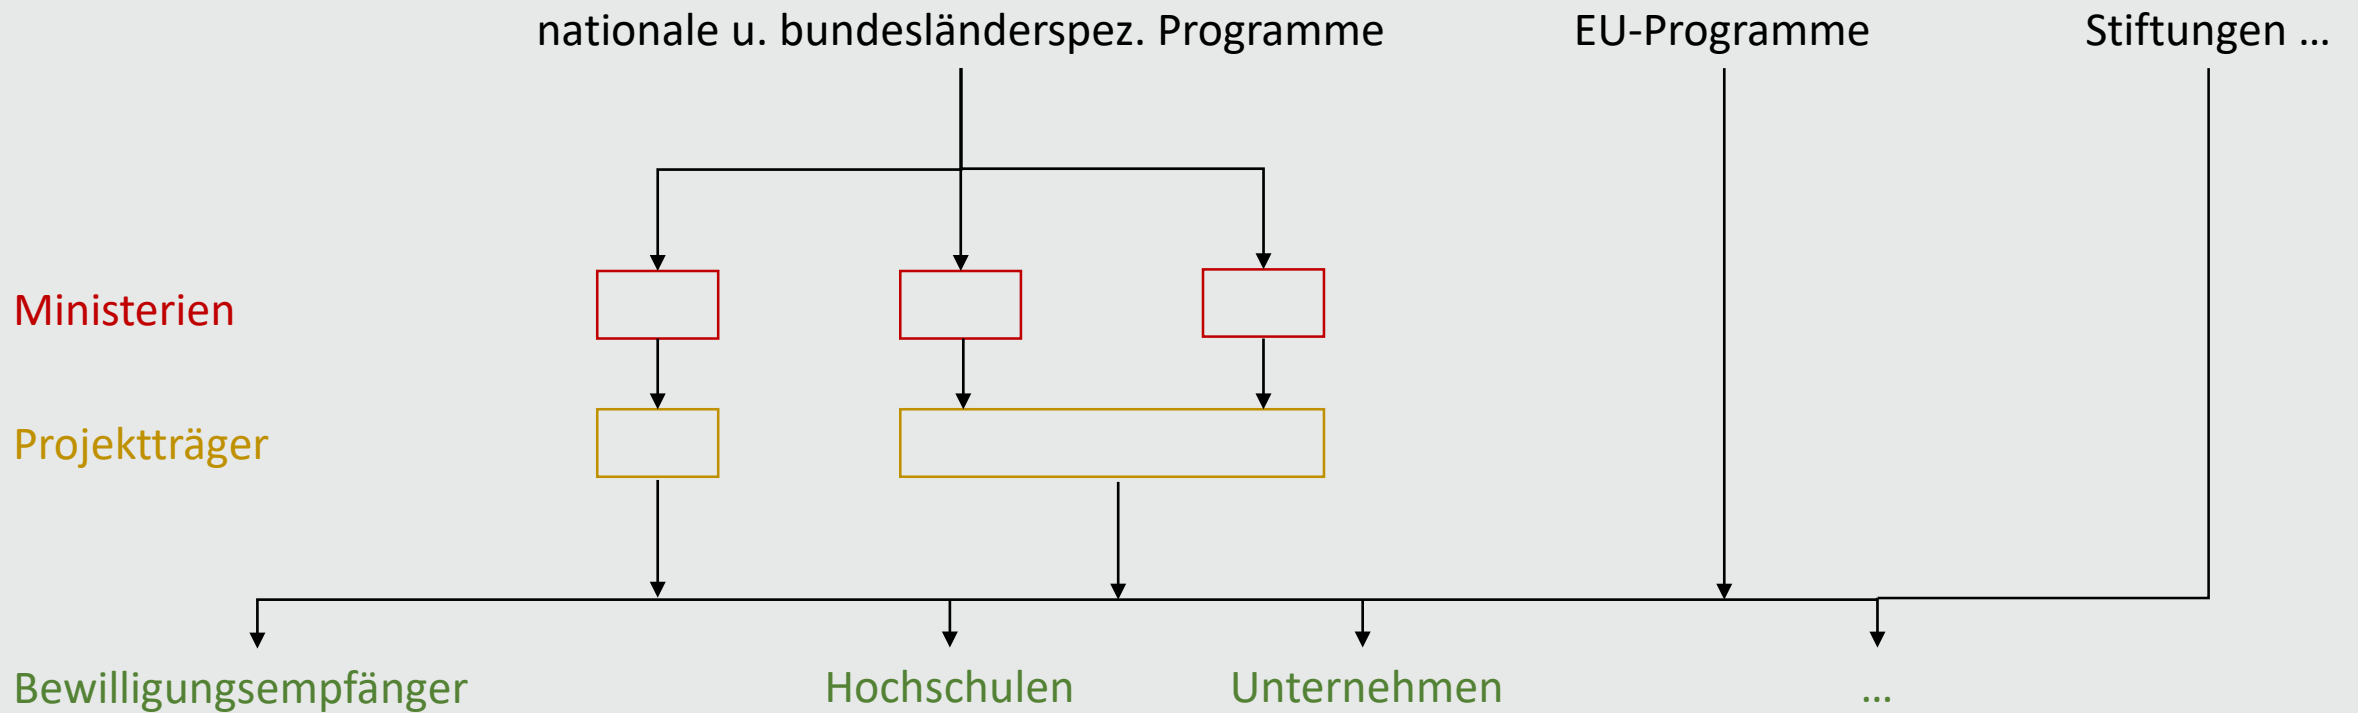 nationale u. bundesländerspez. Programme
EU-Programme
Stiftungen ...
Ministerien
Projektträger
Bewilligungsempfänger
Hochschulen
Unternehmen
...